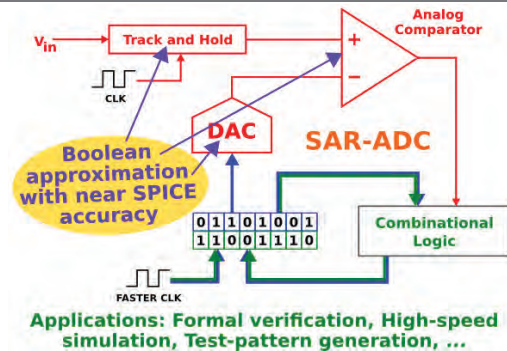 Analog
Comparator
Vin
Track and Hold
+
CLK
−
DAC
SAR-ADC
Boolean
approximation
with near SPICE
accuracy
0 1 1 0 1 0 0 1
1 1 0 0 1 1 1 0
Combinational
Logic
FASTER CLK
Applications: Formal verification, High-speed
simulation, Test-pattern generation, ...